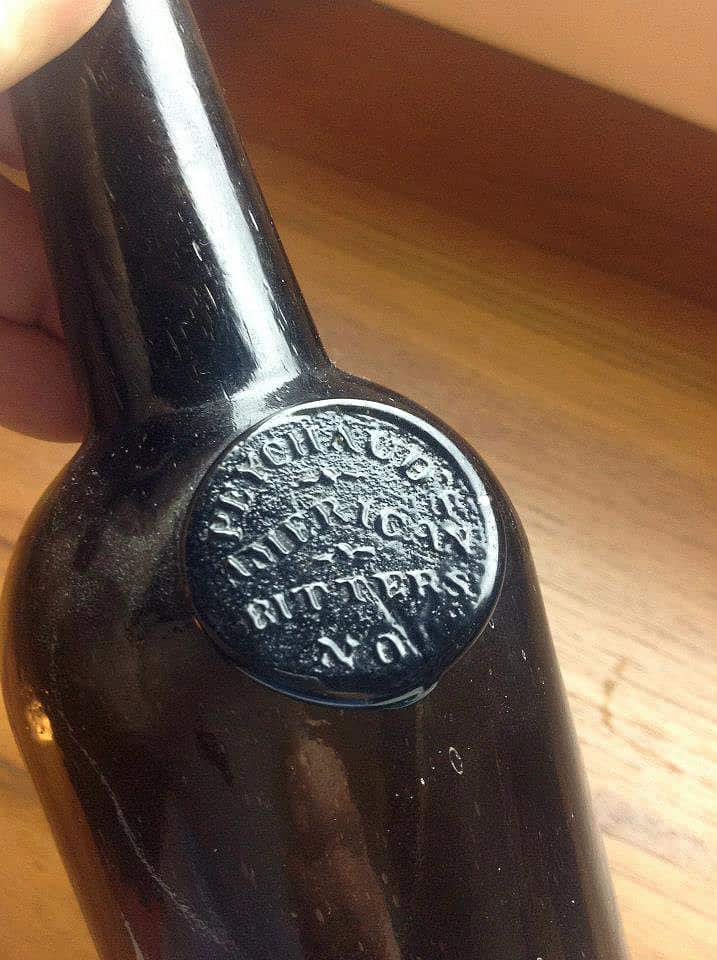 PEYCHAUD'S
AMERICAN
BITTERS
N O